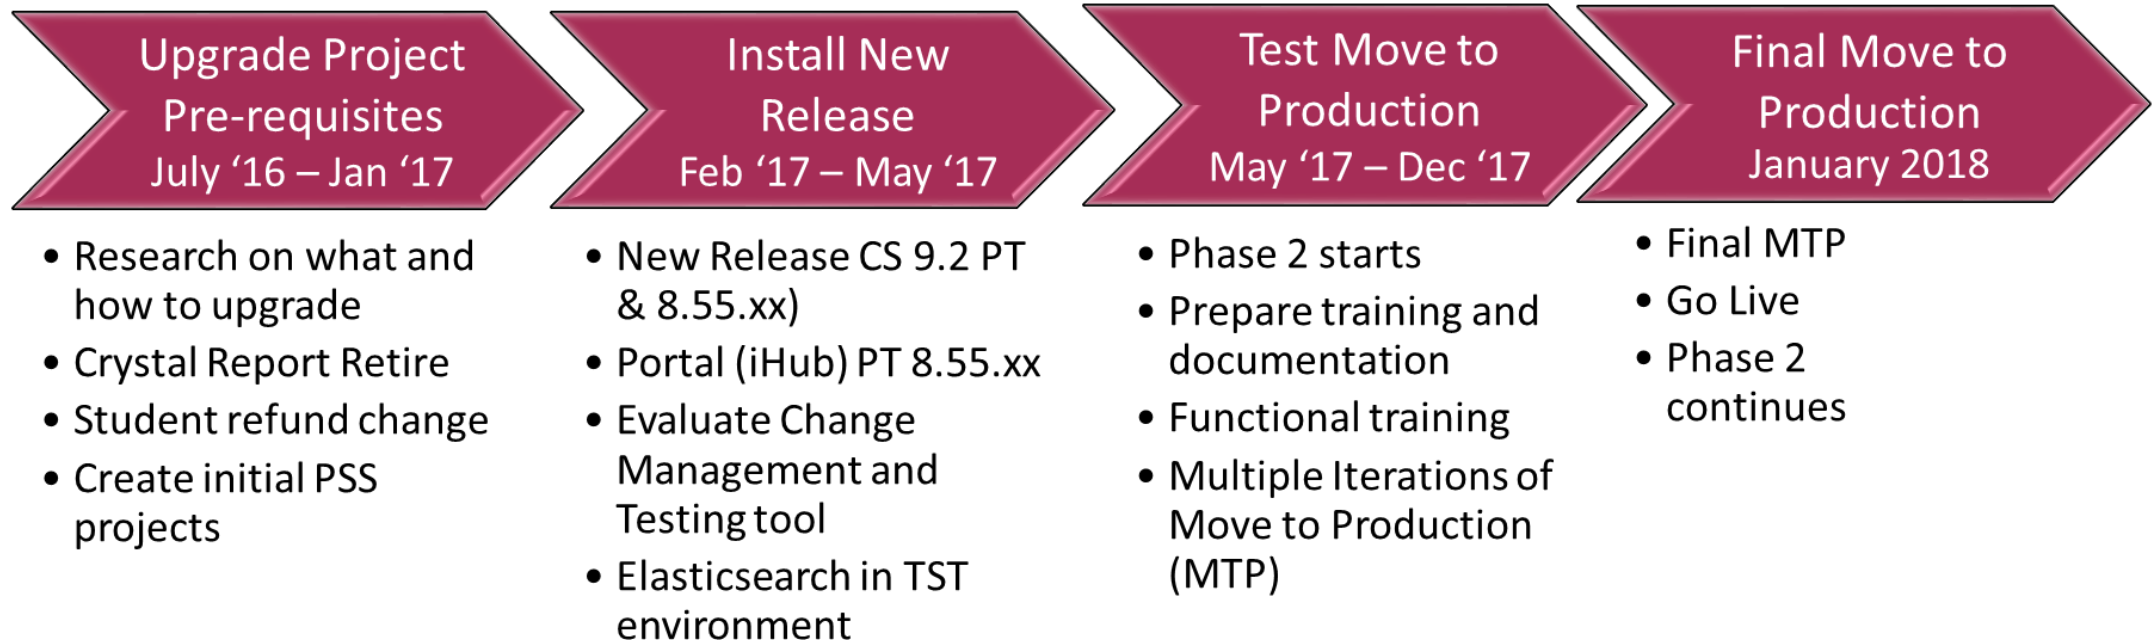 Upgrade Project
Pre-requisites
July ‘16 – Jan ‘17
• Research on what and
how to upgrade
• Crystal Report Retire
• Student refund change
• Create initial PSS
projects
Install New
Release
Feb ‘17 – May ‘17
• New Release CS 9.2 PT
& 8.55.xx)
• Portal (iHub) PT 8.55.xx
• Evaluate Change
Management and
Testing tool
• Elasticsearch in TST
environment
Test Move to
Production
May ‘17 – Dec ‘17
• Phase 2 starts
• Prepare training and
documentation
• Functional training
• Multiple Iterations of
Move to Production
(MTP)
Final Move to
Production
January 2018
• Final MTP
• Go Live
• Phase 2
continues